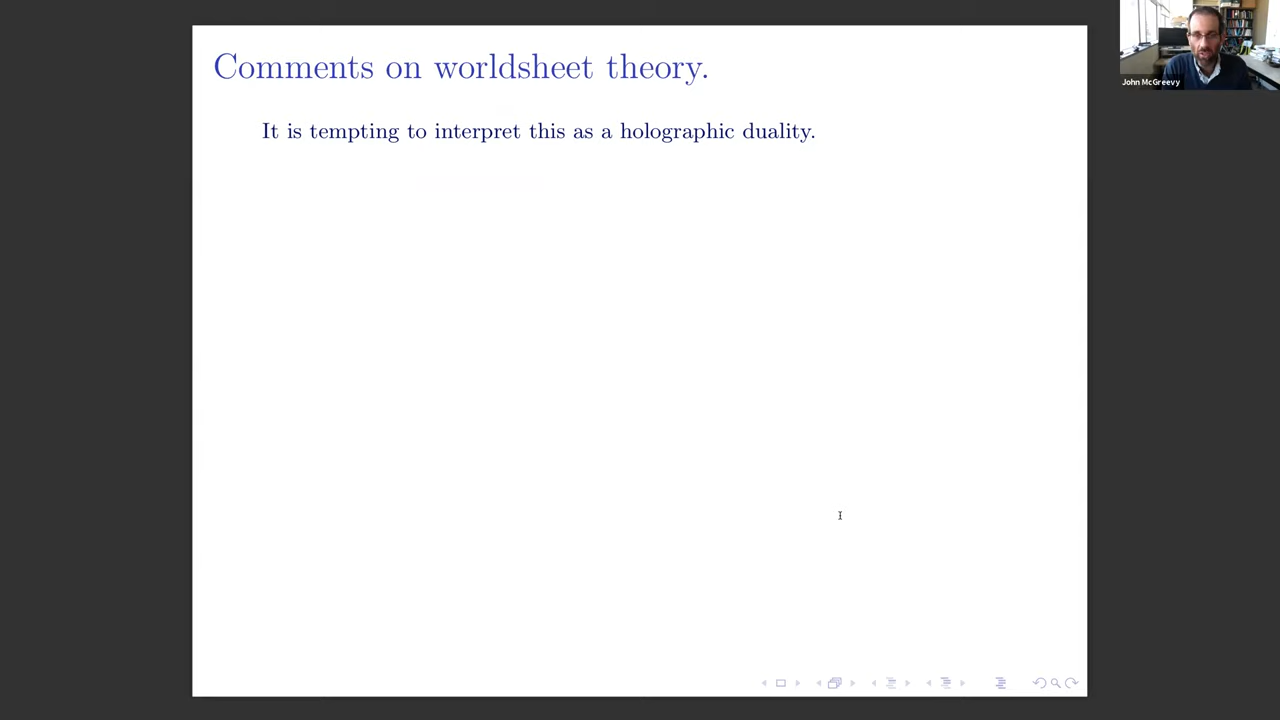 Comments on worldsheet theory.
It is tempting to interpret this as a holographic duality.
John McGreevy